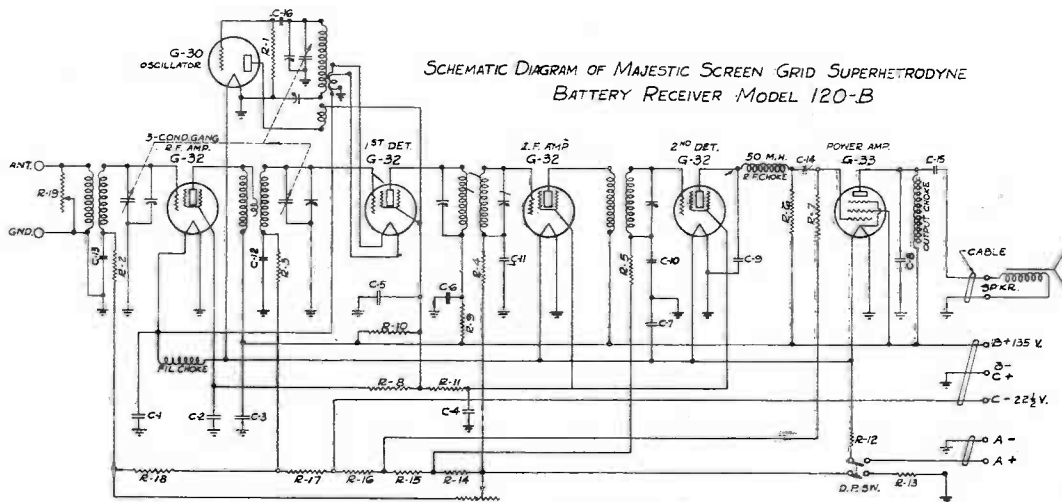 SCHEMATIC DIAGRAM OF MAJESTIC SCREEN GRID SUPERHETRODYNE
BATTERY RECEIVER MODEL 120-B
C-16
R-1
G-30
OSCILLATOR
3-COND. GANG
R.F. AMP.
G-32
1ST DET.
G-32
I.F. AMP
G-32
2ND DET.
G-32
50 M.H.
R.F. CHOKE
C-14
POWER AMP.
G-33
C-15
ANT.
R-19
GND.
C-13
R-2
C-12
R-3
C-5
C-6
R-9
R-4
C-11
R-5
C-10
C-7
C-9
R-7
C-8
OUTPUT CHOKE
CABLE
SPKR.
R-10
FIL CHOKE
B+ 135 V.
R-8
R-11
B-
C+
C-1
C-2
C-3
C-4
C- 22½ V.
R-12
A-
A+
R-18
R-17
R-16
R-15
R-14
D.P. SW.
R-13